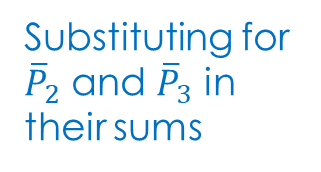 Substituting for
P̅₂ and P̅₃ in
their sums